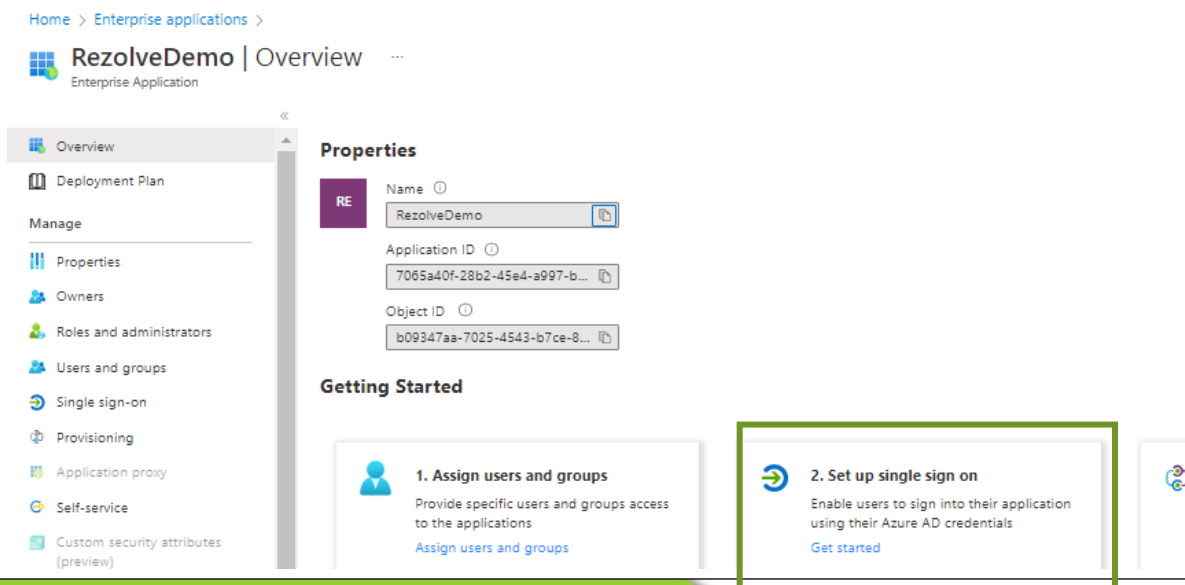 Home > Enterprise applications >
RezolveDemo | Overview ...
Enterprise Application
«
Overview
Deployment Plan
Manage
Properties
Owners
Roles and administrators
Users and groups
Single sign-on
Provisioning
Application proxy
Self-service
Custom security attributes
(preview)
Properties
RE
Name
RezolveDemo
Application ID
7065a40f-28b2-45e4-a997-b...
Object ID
b09347aa-7025-4543-b7ce-8...
Getting Started
1. Assign users and groups
Provide specific users and groups access
to the applications
Assign users and groups
2. Set up single sign on
Enable users to sign into their application
using their Azure AD credentials
Get started